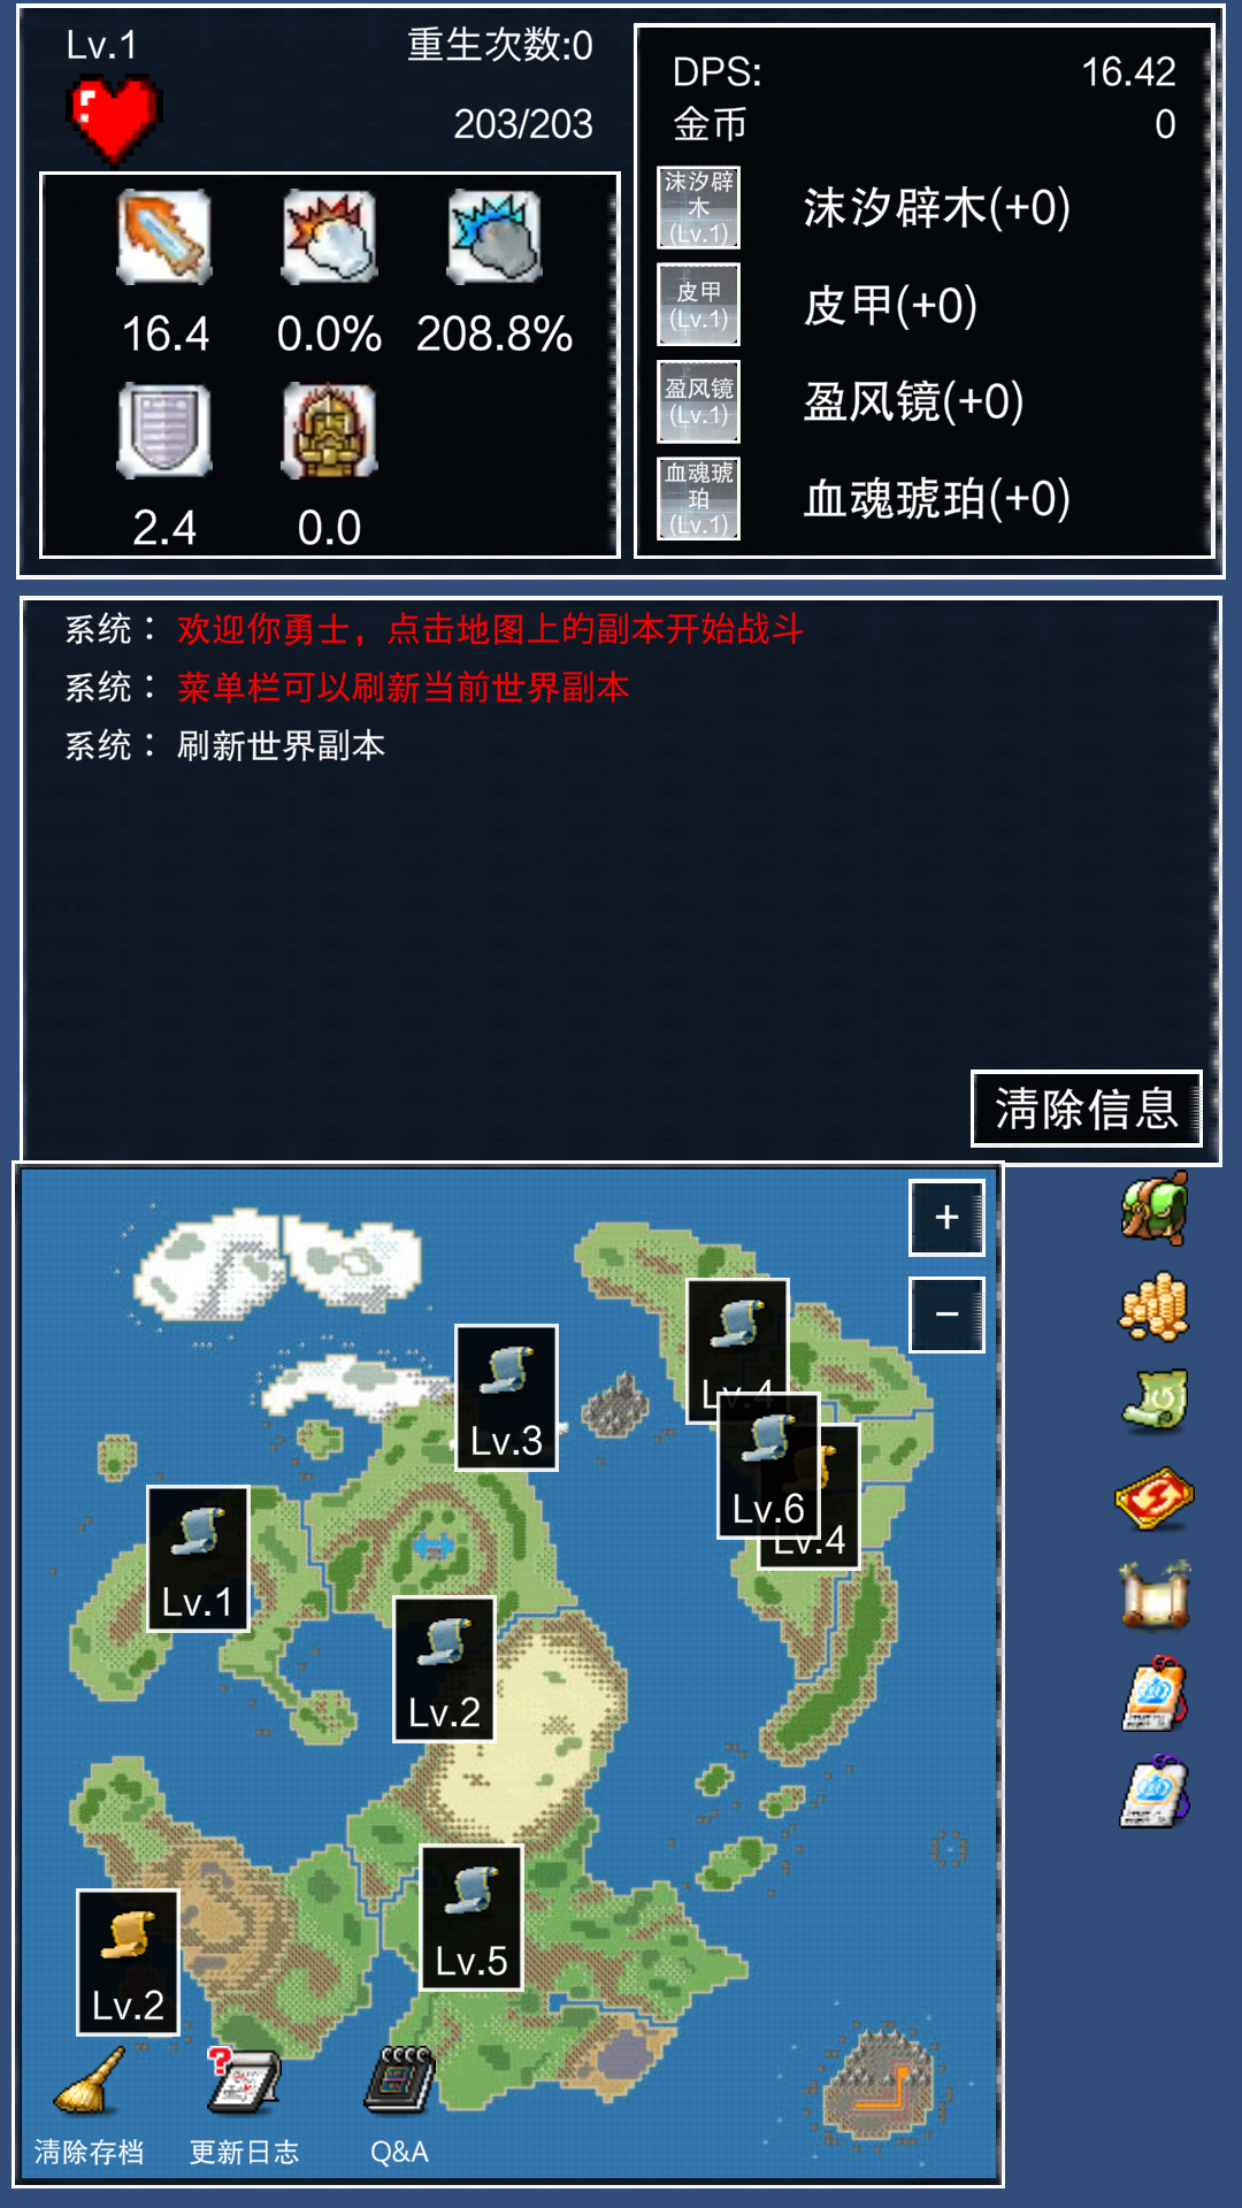 Lv.1
重生次数:0
203/203
16.4
0.0%
208.8%
2.4
0.0
DPS:
16.42
金币
0
沫汐辟
木
(Lv.1)
沫汐辟木(+0)
皮甲
(Lv.1)
皮甲(+0)
盈风镜
(Lv.1)
盈风镜(+0)
血魂琥
珀
(Lv.1)
血魂琥珀(+0)
系统： 欢迎你勇士，点击地图上的副本开始战斗
系统： 菜单栏可以刷新当前世界副本
系统： 刷新世界副本
清除信息
+
−
Lv.4
Lv.3
Lv.6
Lv.4
Lv.1
Lv.2
Lv.5
Lv.2
清除存档
更新日志
Q&A